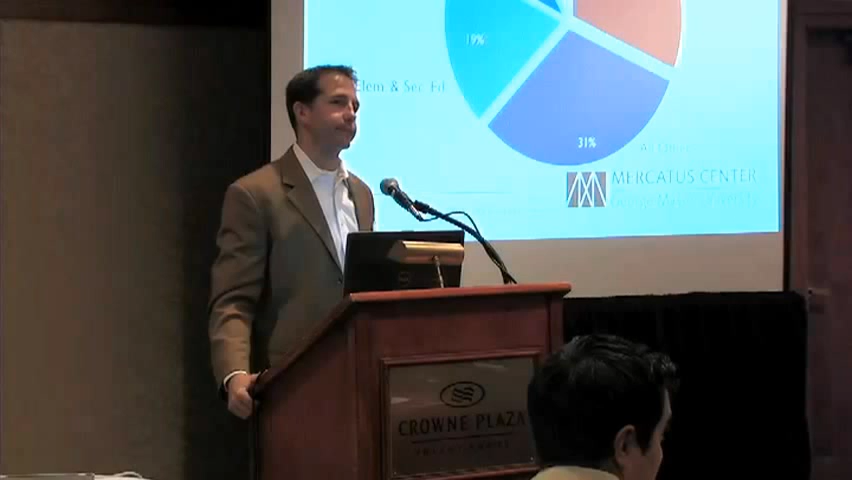 19%
Elem. & Sec. Ed.
31%
All Other
MERCATUS CENTER
George Mason University
CROWNE PLAZA